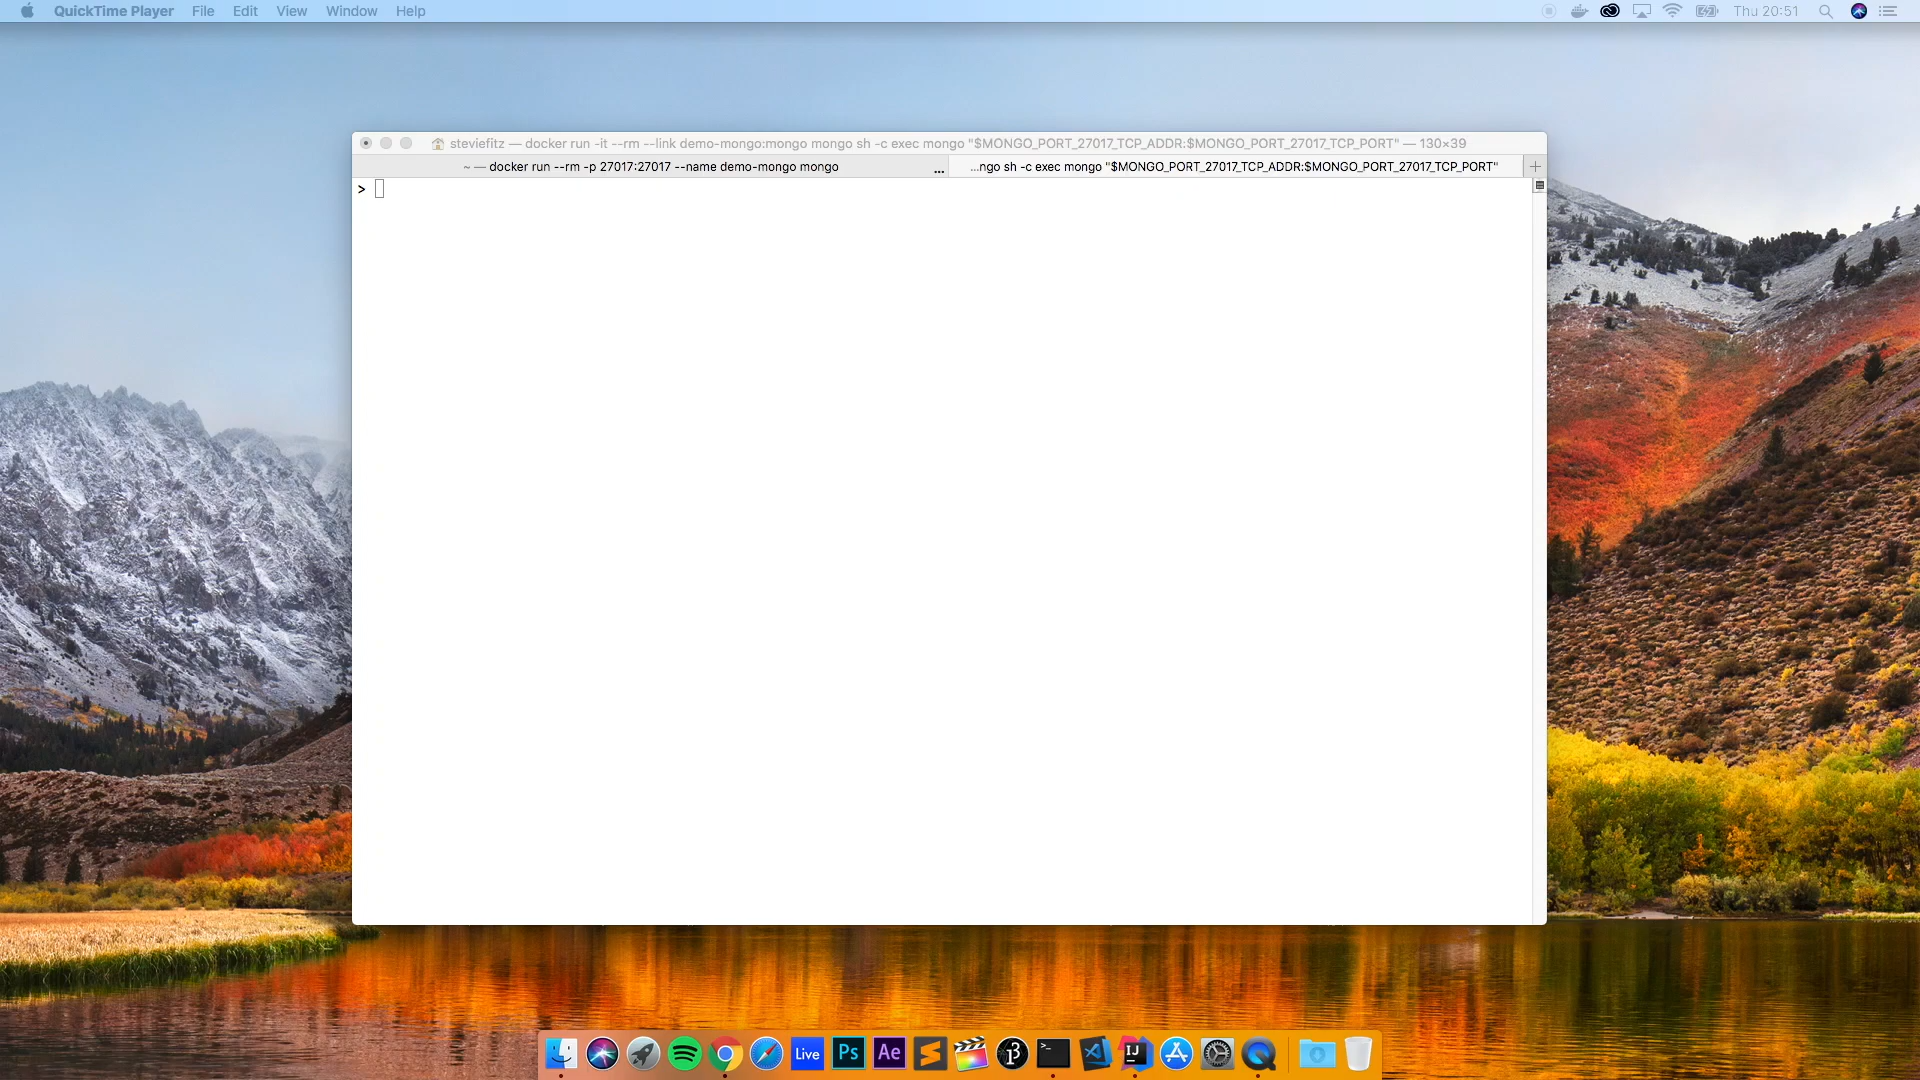 QuickTime Player File Edit View Window Help Thu 20:51
steviefitz — docker run -it --rm --link demo-mongo:mongo mongo sh -c exec mongo "$MONGO_PORT_27017_TCP_ADDR:$MONGO_PORT_27017_TCP_PORT" — 130×39
~ — docker run --rm -p 27017:27017 --name demo-mongo mongo ... ...ngo sh -c exec mongo "$MONGO_PORT_27017_TCP_ADDR:$MONGO_PORT_27017_TCP_PORT" +
>
Live Ps Ae >_ IJ